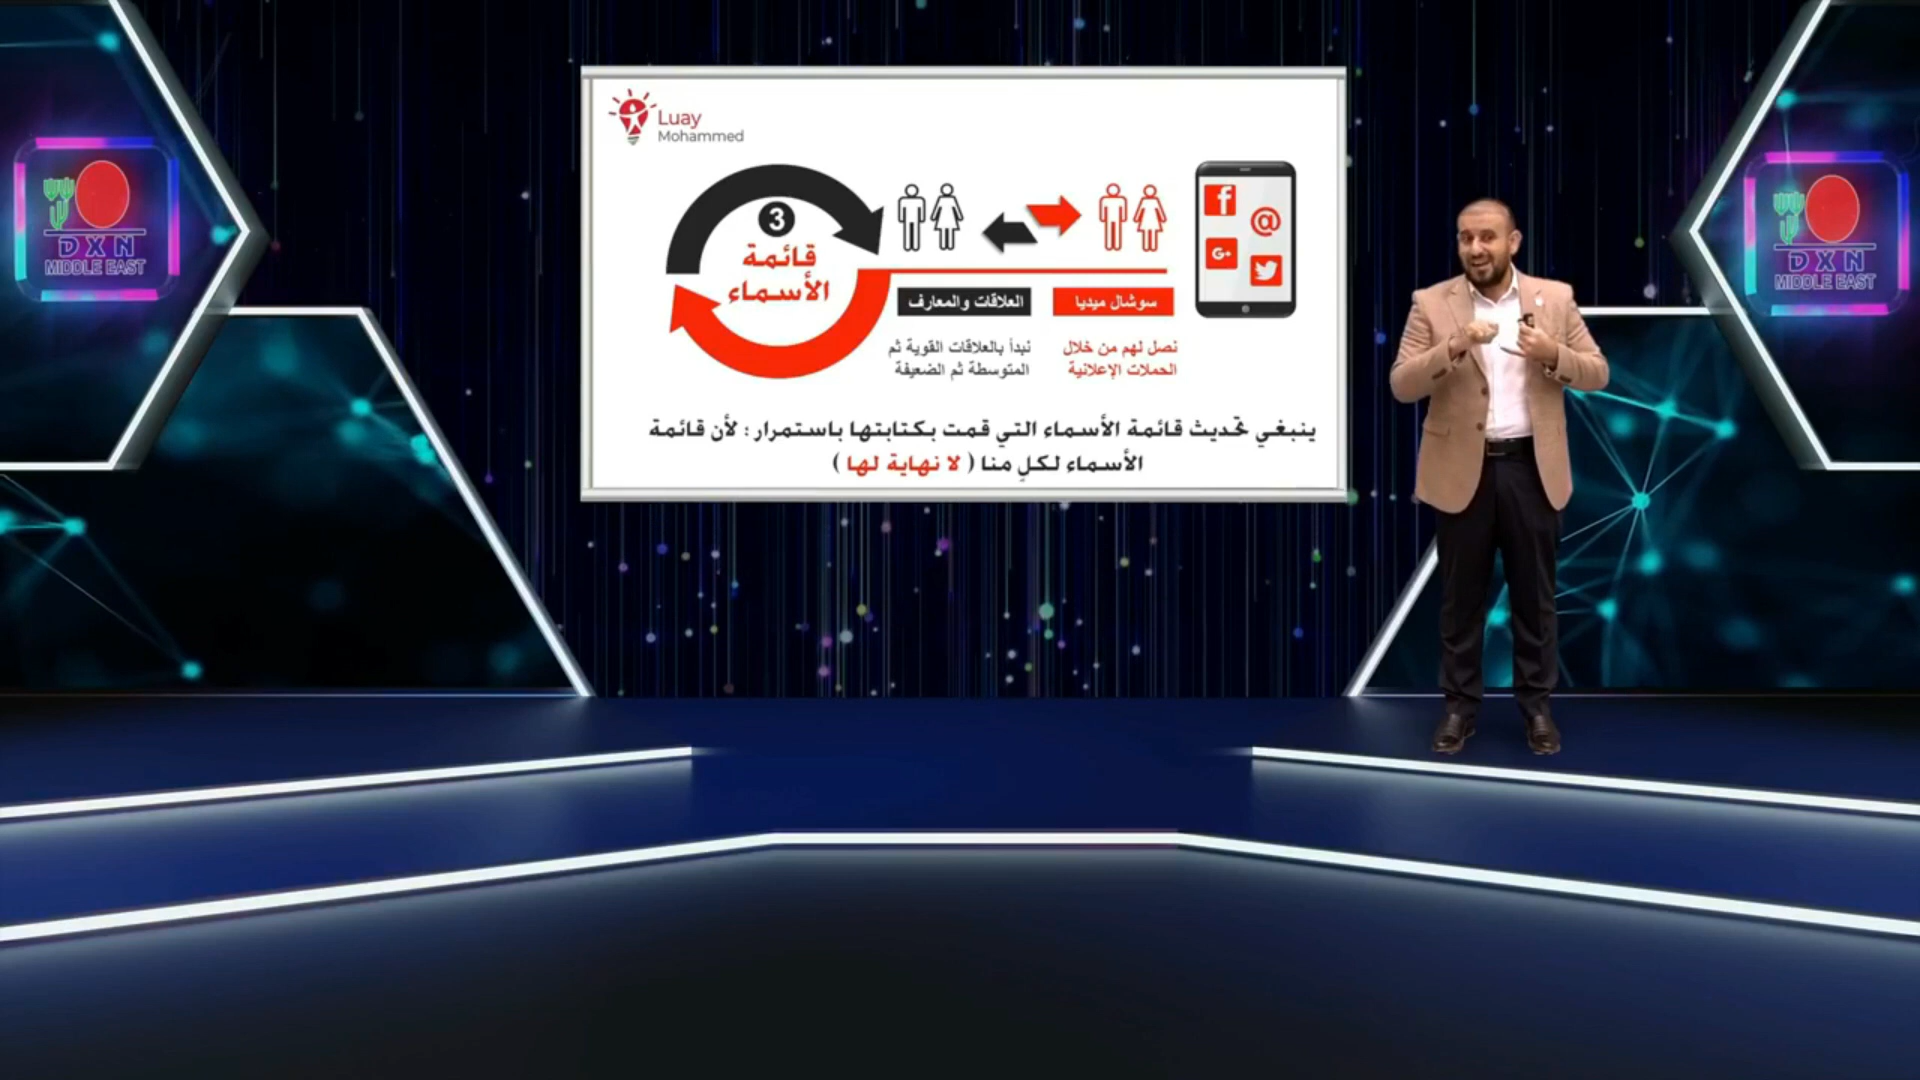 Luay
Mohammed
3
قائمة
الأسماء
العلاقات والمعارف
نبدأ بالعلاقات القوية ثم
المتوسطة ثم الضعيفة
سوشال ميديا
نصل لهم من خلال
الحملات الإعلانية
f
@
G+
ينبغي تحديث قائمة الأسماء التي قمت بكتابتها باستمرار : لأن قائمة
الأسماء لكلٍ منا ( لا نهاية لها )
DXN
MIDDLE EAST
DXN
MIDDLE EAST